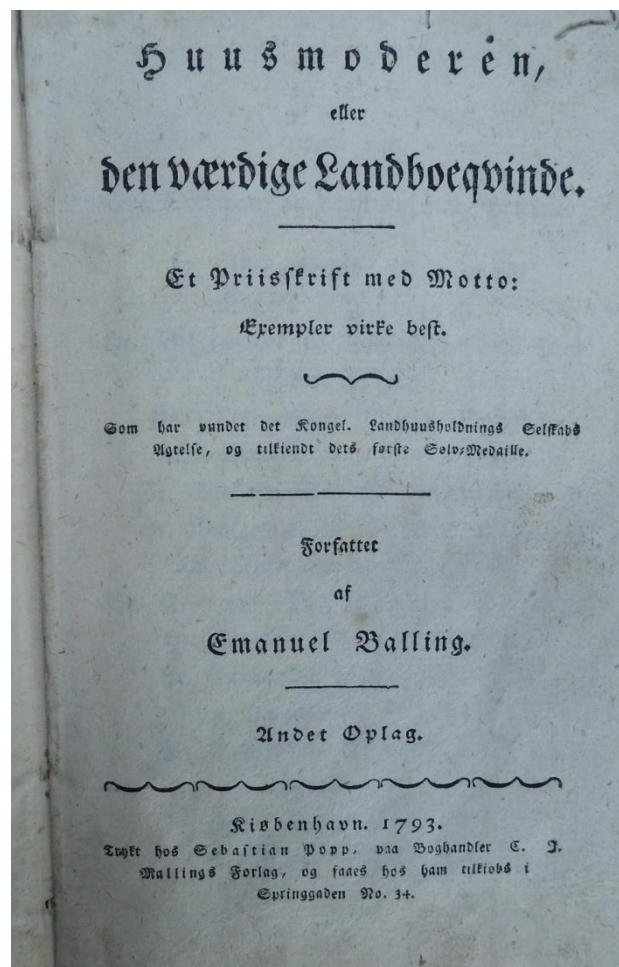 Huusmoderen,
eller
den værdige Landboeqvinde.
Et Priisskrift med Motto:
Exempler virke best.
Som har vundet det Kongel. Landhuusholdnings Selskabs
Agtelse, og tilkiendt dets første Sølv-Medaille.
Forfattet
af
Emanuel Balling.
Andet Oplag.
Kiøbenhavn. 1793.
Trykt hos Sebastian Popp, paa Boghandler C. J.
Mallings Forlag, og faaes hos ham tilkiøbs i
Springgaden No. 34.